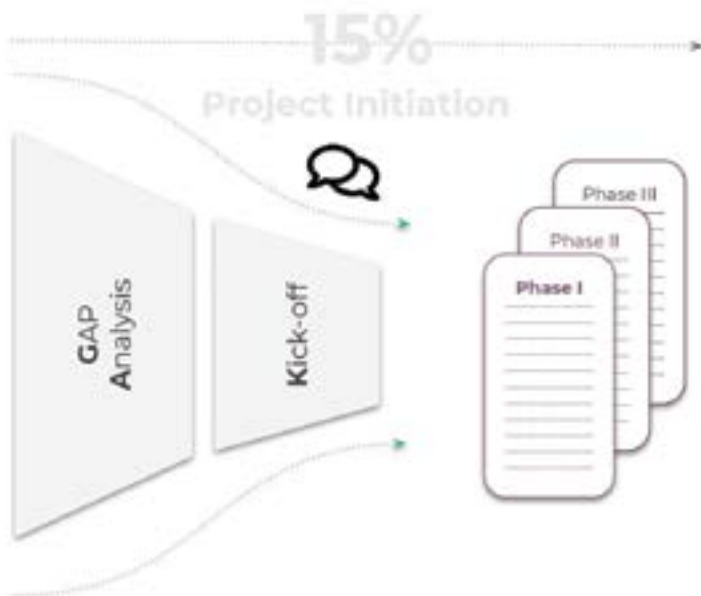 15%
Project Initiation
GAP
Analysis
Kick-off
Phase III
Phase II
Phase I